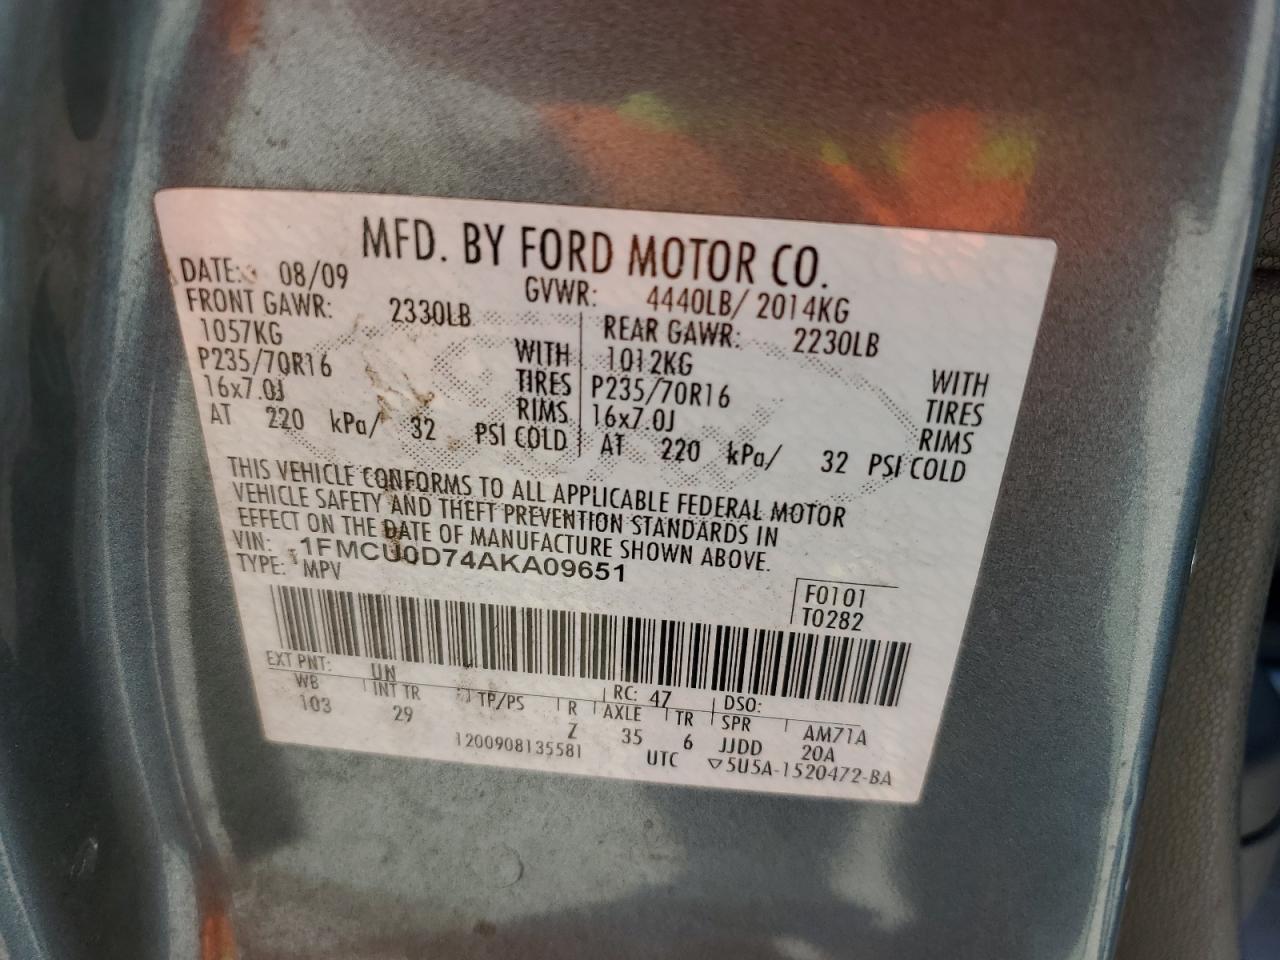 MFD. BY FORD MOTOR CO.
DATE: 08/09 GVWR: 4440LB/ 2014KG
FRONT GAWR: 2330LB REAR GAWR: 2230LB
1057KG WITH 1012KG WITH
P235/70R16 TIRES P235/70R16 TIRES
16x7.0J RIMS 16x7.0J RIMS
AT 220 kPa/ 32 PSI COLD AT 220 kPa/ 32 PSI COLD
THIS VEHICLE CONFORMS TO ALL APPLICABLE FEDERAL MOTOR
VEHICLE SAFETY AND THEFT PREVENTION STANDARDS IN
EFFECT ON THE DATE OF MANUFACTURE SHOWN ABOVE.
VIN: 1FMCU0D74AKA09651
TYPE: MPV
F0101
T0282
EXT PNT: UN RC: 47 DSO:
WB INT TR TP/PS R AXLE TR SPR AM71A
103 29 Z 35 6 JJDD 20A
1200908135581 UTC ▽5U5A-1520472-BA